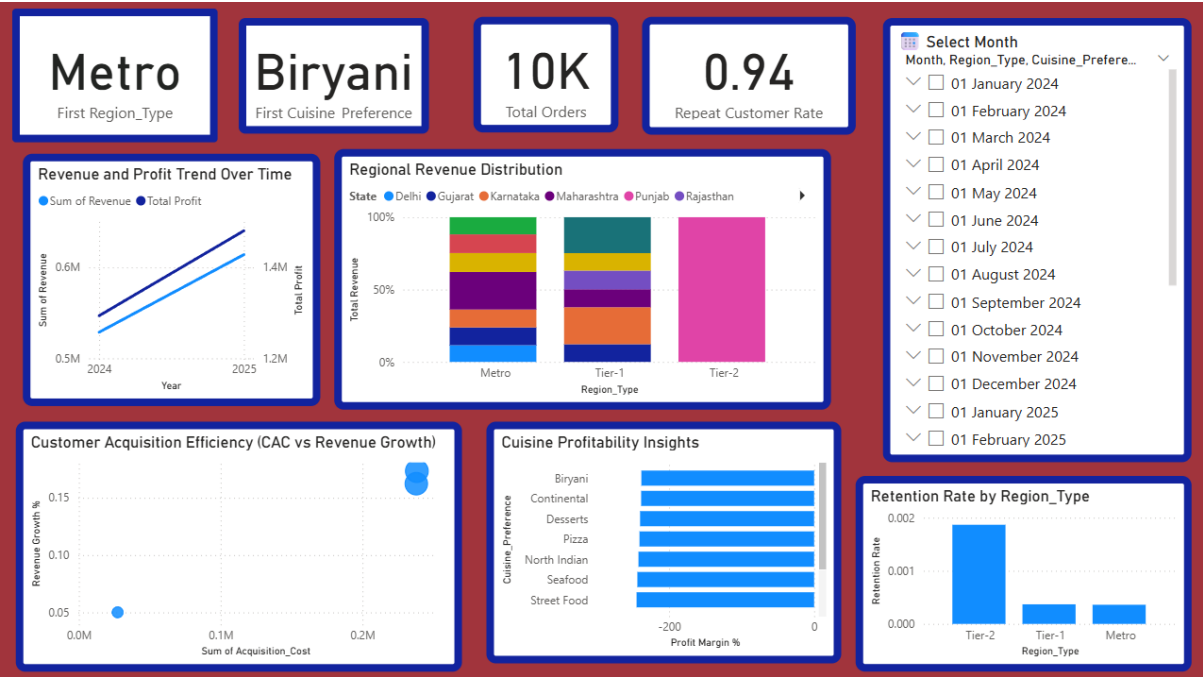 Metro
First Region_Type
Biryani
First Cuisine Preference
10K
Total Orders
0.94
Repeat Customer Rate
Select Month
Month, Region_Type, Cuisine_Prefere...
01 January 2024
01 February 2024
01 March 2024
01 April 2024
01 May 2024
01 June 2024
01 July 2024
01 August 2024
01 September 2024
01 October 2024
01 November 2024
01 December 2024
01 January 2025
01 February 2025
Revenue and Profit Trend Over Time
Sum of Revenue Total Profit
Sum of Revenue
0.6M
0.5M
1.4M
1.2M
Total Profit
2024 2025
Year
Regional Revenue Distribution
State Delhi Gujarat Karnataka Maharashtra Punjab Rajasthan
Total Revenue
100%
50%
0%
Metro Tier-1 Tier-2
Region_Type
Customer Acquisition Efficiency (CAC vs Revenue Growth)
Revenue Growth %
0.15
0.10
0.05
0.0M 0.1M 0.2M
Sum of Acquisition_Cost
Cuisine Profitability Insights
Cuisine_Preference
Biryani
Continental
Desserts
Pizza
North Indian
Seafood
Street Food
-200 0
Profit Margin %
Retention Rate by Region_Type
Retention Rate
0.002
0.001
0.000
Tier-2 Tier-1 Metro
Region_Type